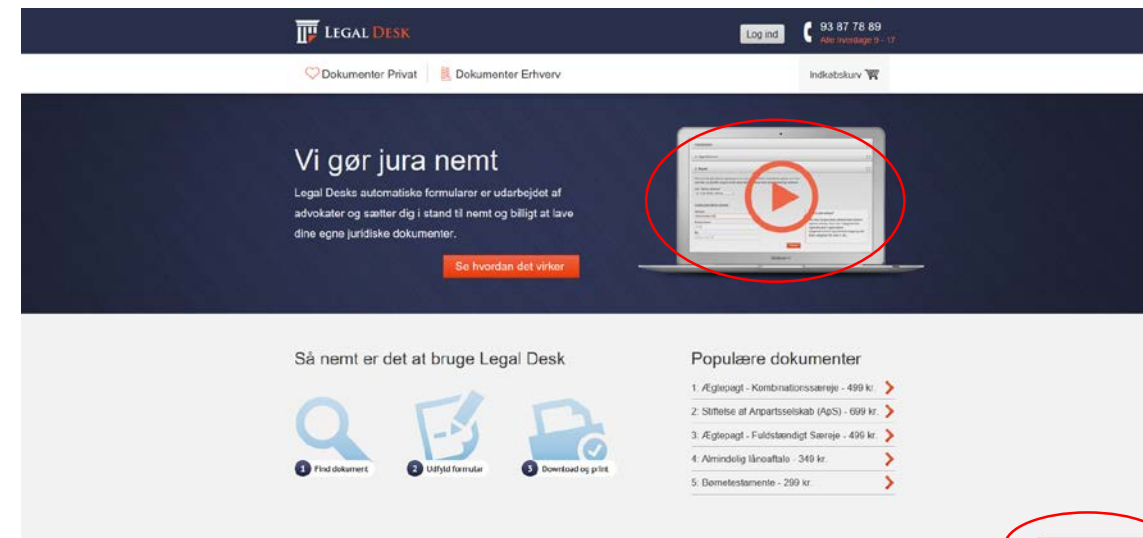 LEGAL DESK
Log ind
93 87 78 89
Alle hverdage 9 - 17
Dokumenter Privat
Dokumenter Erhverv
Indkøbskurv
Vi gør jura nemt
Legal Desks automatiske formularer er udarbejdet af
advokater og sætter dig i stand til nemt og billigt at lave
dine egne juridiske dokumenter.
Se hvordan det virker
Så nemt er det at bruge Legal Desk
1 Find dokument
2 Udfyld formular
3 Download og print
Populære dokumenter
1: Ægtepagt - Kombinationssæreje - 499 kr.
2: Stiftelse af Anpartsselskab (ApS) - 699 kr.
3: Ægtepagt - Fuldstændigt Særeje - 499 kr.
4: Almindelig låneaftale - 349 kr.
5: Børnetestamente - 299 kr.